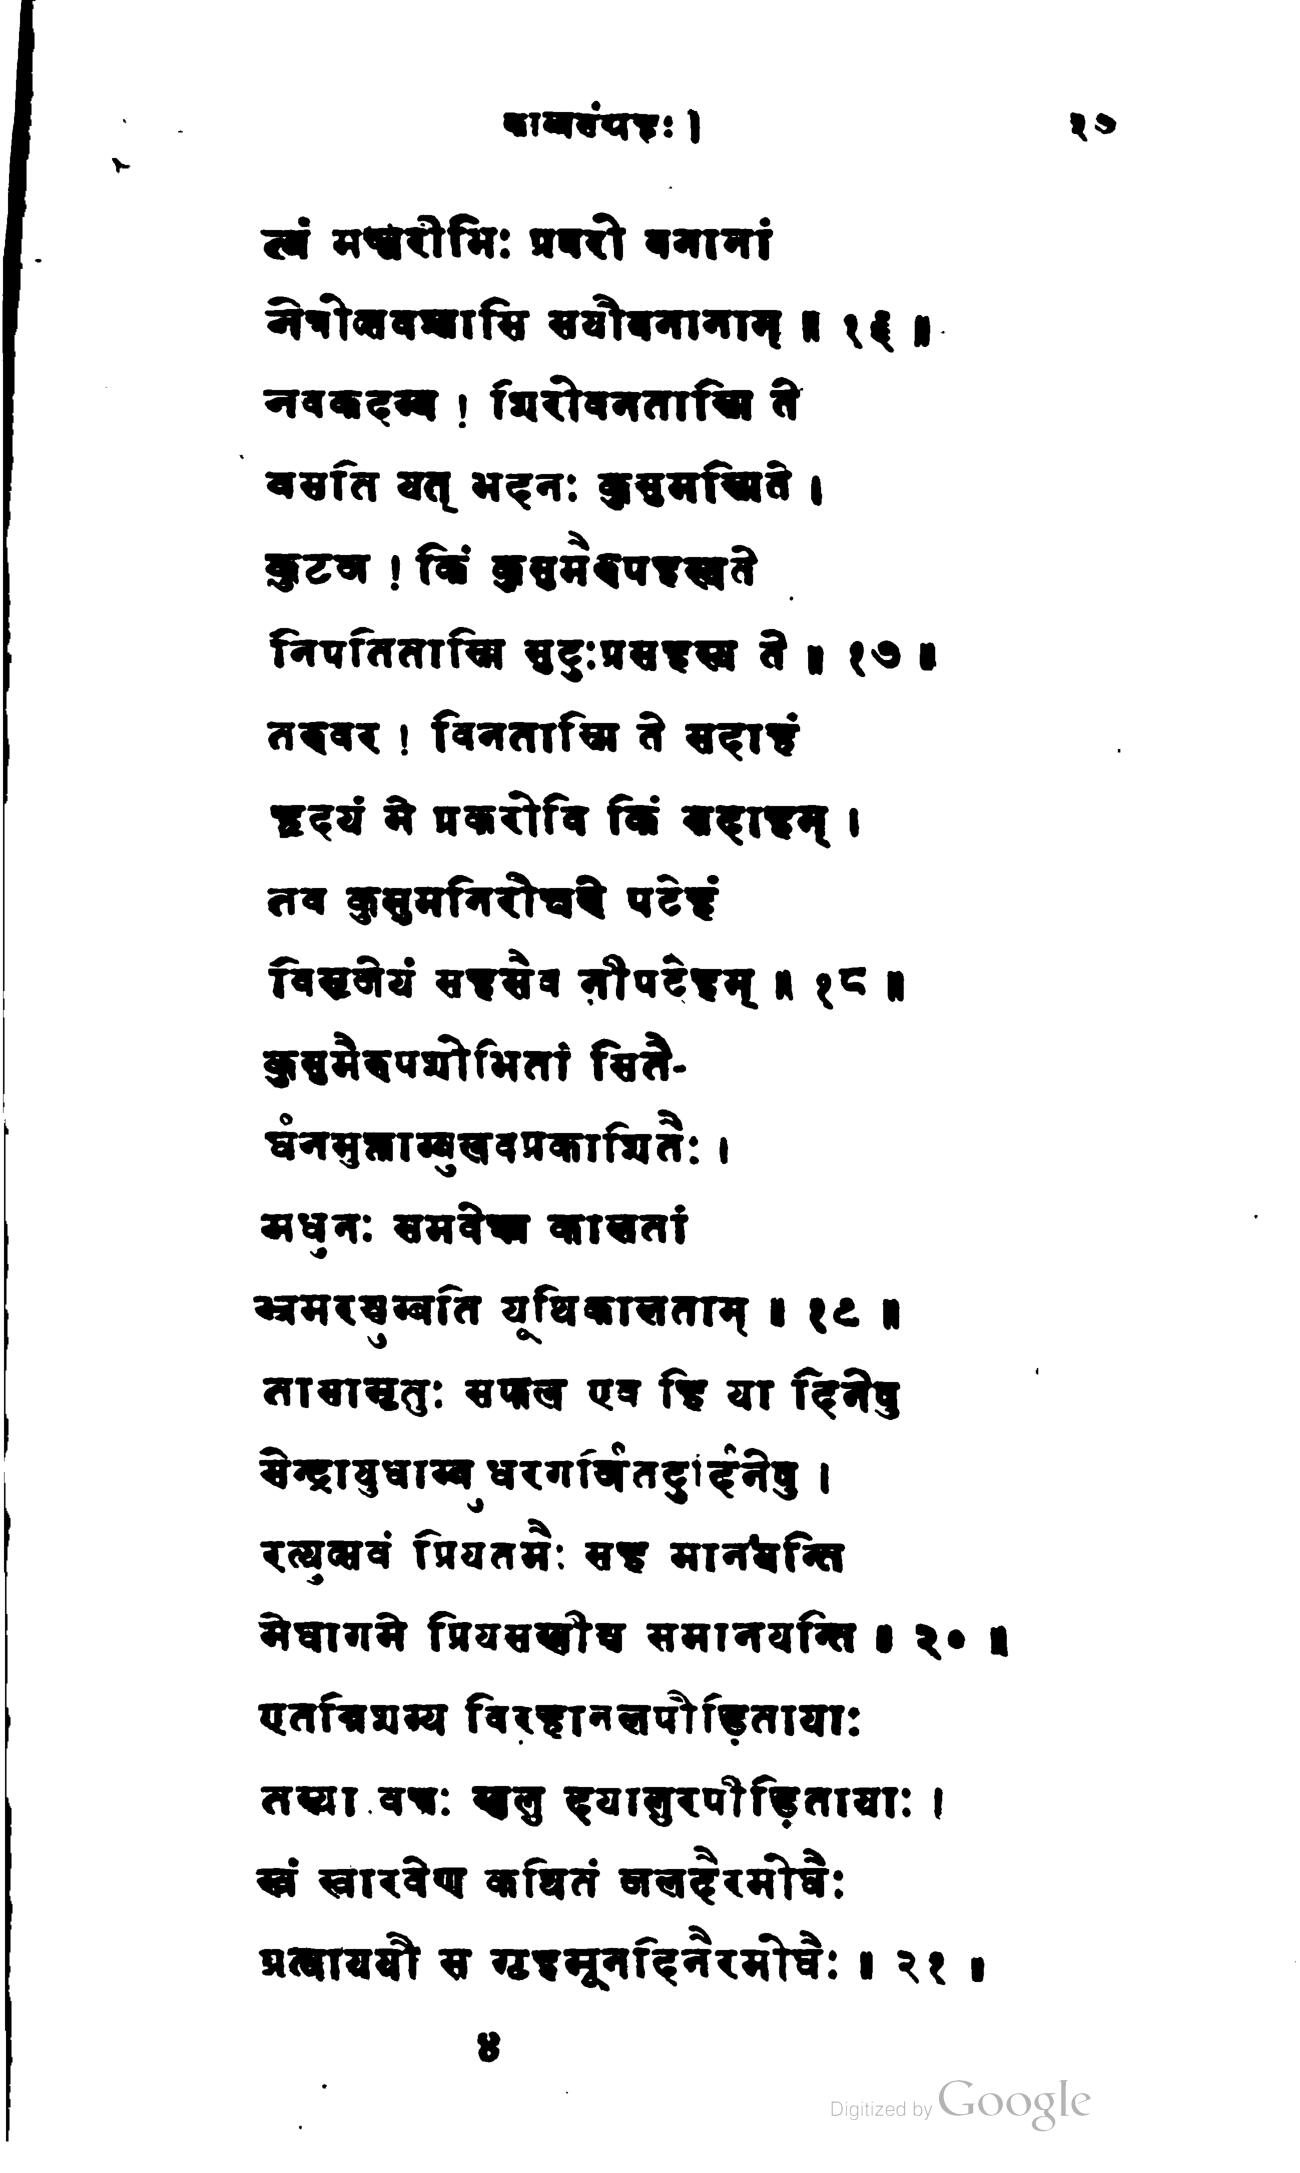 काव्यसंग्रहः । २७
त्वं मञ्जरीभिः प्रवरो वनानां
नेत्रोत्सवश्चासि सयौवनानाम् ॥ १६ ॥
नवकदम्ब ! शिरोवनतास्मि ते
वसति यत् मदनः कुसुमस्मिते ।
कुटज ! किं कुसुमैरुपहस्यते
निपतितास्मि सुदुःप्रसहस्य ते ॥ १७ ॥
तरुवर ! विनतास्मि ते सदाहं
हृदयं मे प्रकरोषि किं सदाहम् ।
तव कुसुमनिरीक्षणे पदेहं
विसृजेयं सहसैव नीपदेहम् ॥ १८ ॥
कुसुमैरुपशोभितां सितै-
र्घनमुक्ताम्बुलवप्रकाशितैः ।
मधुनः समवेक्ष्य कालतां
भ्रमरश्चुम्बति यूथिकालताम् ॥ १९ ॥
तासामृतुः सफल एव हि या दिनेषु
सेन्द्रायुधाम्बुधरगर्जितदुर्दिनेषु ।
रत्युत्सवं प्रियतमैः सह मानयन्ति
मेघागमे प्रियसखीश्च समानयन्ति ॥ २० ॥
एतन्निशम्य विरहानलपीड़ितायाः
तस्या वचः खलु दयालुरपीड़ितायाः ।
स्वं स्वारवेण कथितं जलदैरमोघैः
प्रत्याययौ स गृहमूनदिनैरमोघैः ॥ २१ ॥
४
Digitized by Google